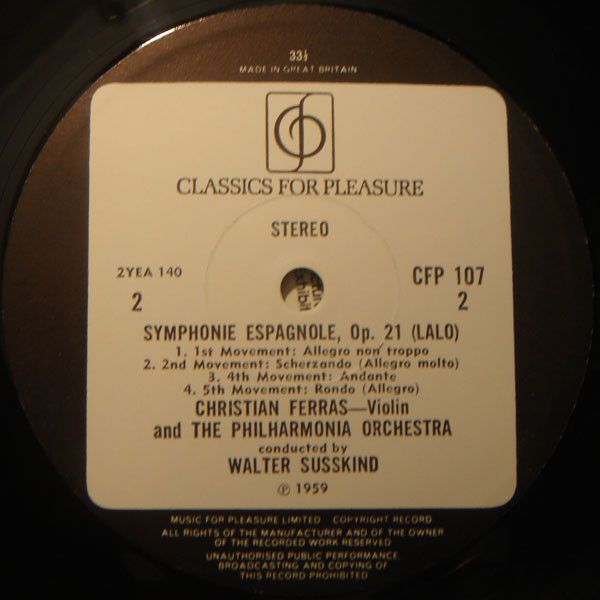 33⅓
MADE IN GREAT BRITAIN
CLASSICS FOR PLEASURE
STEREO
2YEA 140
CFP 107
2
2
SYMPHONIE ESPAGNOLE, Op. 21 (LALO)
1. 1st Movement: Allegro non troppo
2. 2nd Movement: Scherzando (Allegro molto)
3. 4th Movement: Andante
4. 5th Movement: Rondo (Allegro)
CHRISTIAN FERRAS—Violin
and THE PHILHARMONIA ORCHESTRA
conducted by
WALTER SUSSKIND
℗ 1959
MUSIC FOR PLEASURE LIMITED COPYRIGHT RECORD
ALL RIGHTS OF THE MANUFACTURER AND OF THE OWNER
OF THE RECORDED WORK RESERVED
UNAUTHORISED PUBLIC PERFORMANCE,
BROADCASTING AND COPYING OF
THIS RECORD PROHIBITED